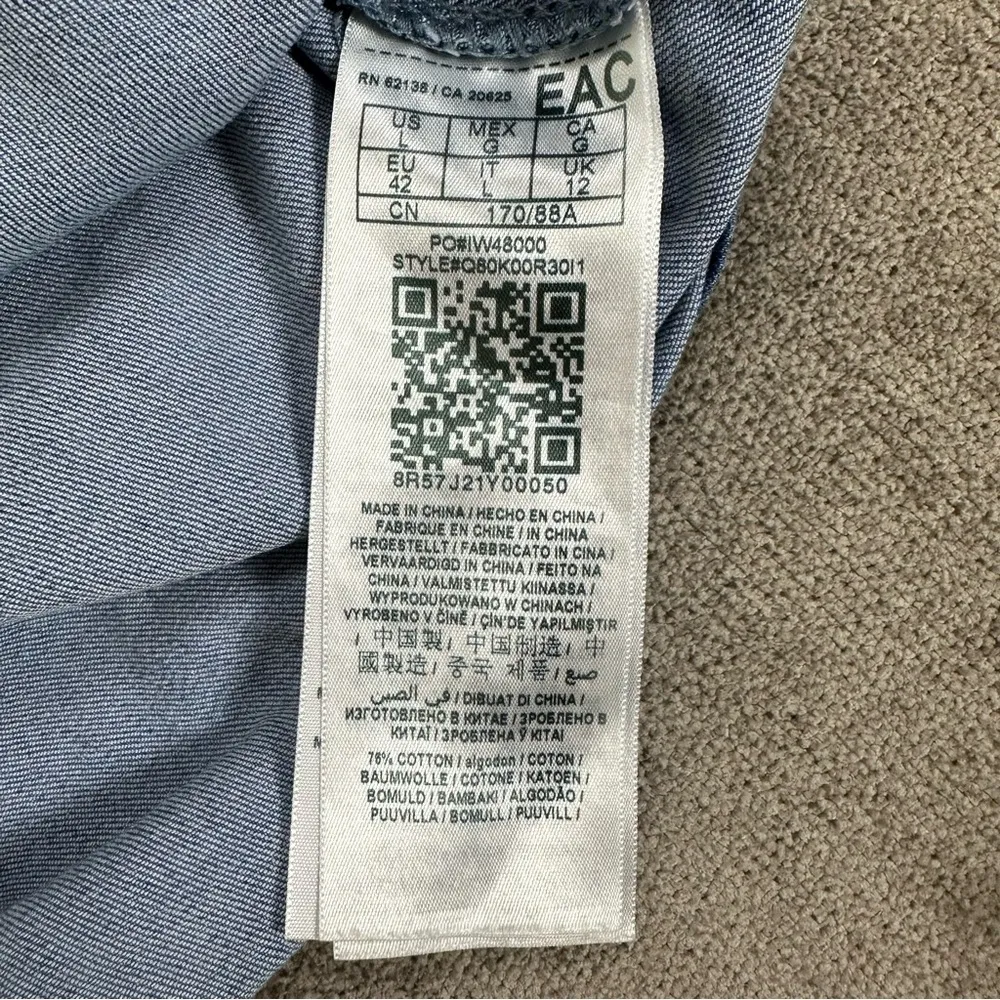 RN 62136 / CA 20625
EAC
US MEX CA
L G G
EU IT UK
42 L 12
CN 170/88A
PO#IW48000
STYLE#Q80K00R30I1
8R57J21Y00050
MADE IN CHINA / HECHO EN CHINA /
FABRIQUE EN CHINE / IN CHINA
HERGESTELLT / FABBRICATO IN CINA /
VERVAARDIGD IN CHINA / FEITO NA
CHINA / VALMISTETTU KIINASSA /
WYPRODUKOWANO W CHINACH /
VYROBENO V ČÍNĚ / ÇİN'DE YAPILMIŞTIR
/ 中国製, 中国制造, 中
國製造 / 중국 제품 / صنع
في الصين / DIBUAT DI CHINA /
ИЗГОТОВЛЕНО В КИТАЕ / ЗРОБЛЕНО В
КИТАЇ / ЗРОБЛЕНА Ў КІТАІ
76% COTTON / algodon / COTON /
BAUMWOLLE / COTONE / KATOEN /
BOMULD / BAMBAKI / ALGODÃO /
PUUVILLA / BOMULL / PUUVILL /